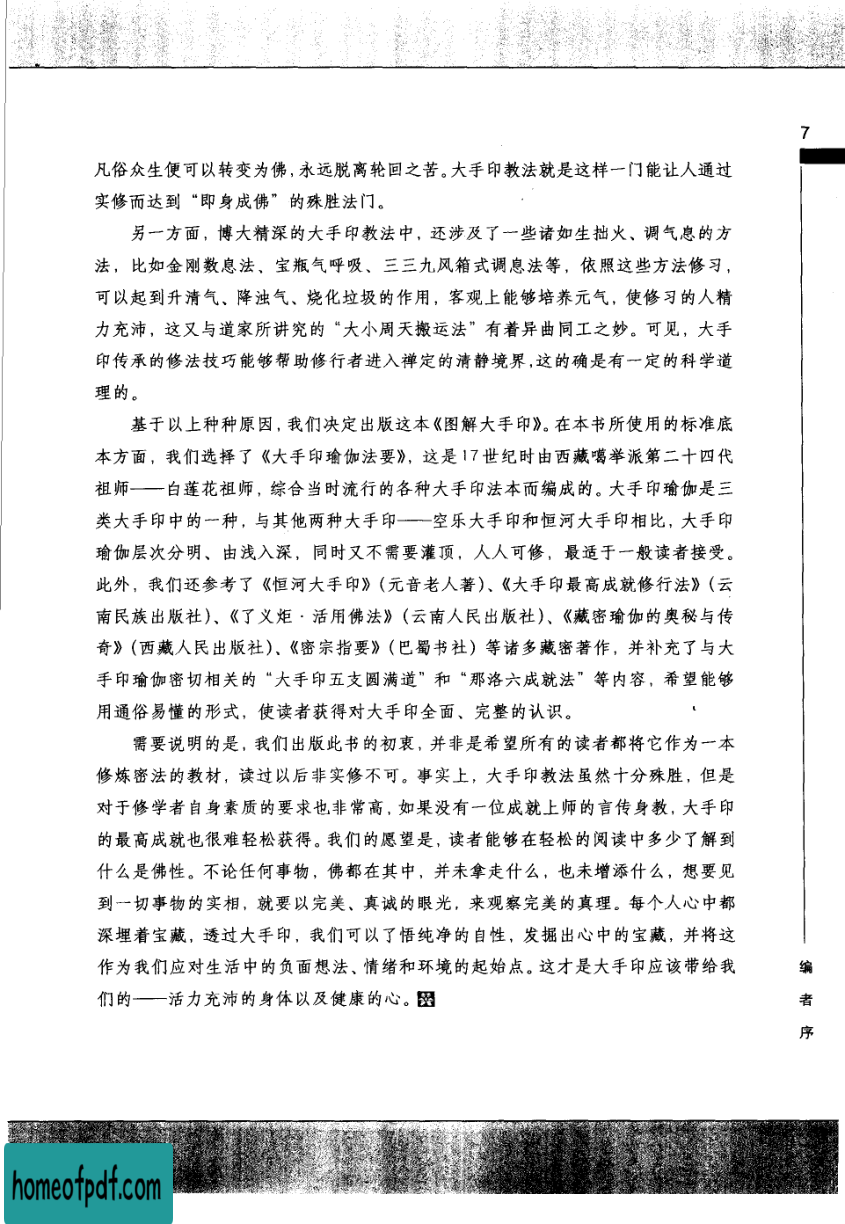 7
凡俗众生便可以转变为佛，永远脱离轮回之苦。大手印教法就是这样一门能让人通过
实修而达到“即身成佛”的殊胜法门。
另一方面，博大精深的大手印教法中，还涉及了一些诸如生拙火、调气息的方
法，比如金刚数息法、宝瓶气呼吸、三三九风箱式调息法等，依照这些方法修习，
可以起到升清气、降浊气、烧化垃圾的作用，客观上能够培养元气，使修习的人精
力充沛，这又与道家所讲究的“大小周天搬运法”有着异曲同工之妙。可见，大手
印传承的修法技巧能够帮助修行者进入禅定的清静境界，这的确是有一定的科学道
理的。
基于以上种种原因，我们决定出版这本《图解大手印》。在本书所使用的标准底
本方面，我们选择了《大手印瑜伽法要》，这是17世纪时由西藏噶举派第二十四代
祖师——白莲花祖师，综合当时流行的各种大手印法本而编成的。大手印瑜伽是三
类大手印中的一种，与其他两种大手印——空乐大手印和恒河大手印相比，大手印
瑜伽层次分明、由浅入深，同时又不需要灌顶，人人可修，最适于一般读者接受。
此外，我们还参考了《恒河大手印》（元音老人著）、《大手印最高成就修行法》（云
南民族出版社）、《了义炬·活用佛法》（云南人民出版社）、《藏密瑜伽的奥秘与传
奇》（西藏人民出版社）、《密宗指要》（巴蜀书社）等诸多藏密著作，并补充了与大
手印瑜伽密切相关的“大手印五支圆满道”和“那洛六成就法”等内容，希望能够
用通俗易懂的形式，使读者获得对大手印全面、完整的认识。
需要说明的是，我们出版此书的初衷，并非是希望所有的读者都将它作为一本
修炼密法的教材，读过以后非实修不可。事实上，大手印教法虽然十分殊胜，但是
对于修学者自身素质的要求也非常高，如果没有一位成就上师的言传身教，大手印
的最高成就也很难轻松获得。我们的愿望是，读者能够在轻松的阅读中多少了解到
什么是佛性。不论任何事物，佛都在其中，并未拿走什么，也未增添什么，想要见
到一切事物的实相，就要以完美、真诚的眼光，来观察完美的真理。每个人心中都
深埋着宝藏，透过大手印，我们可以了悟纯净的自性，发掘出心中的宝藏，并将这
作为我们应对生活中的负面想法、情绪和环境的起始点。这才是大手印应该带给我
们的——活力充沛的身体以及健康的心。
编者序
homeofpdf.com